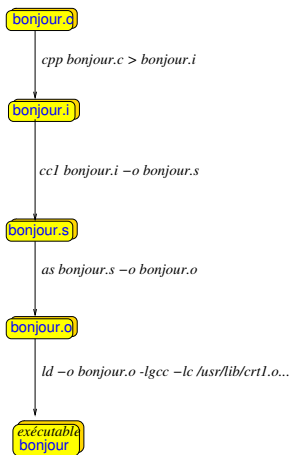 bonjour.c
cpp bonjour.c > bonjour.i
bonjour.i
cc1 bonjour.i −o bonjour.s
bonjour.s
as bonjour.s −o bonjour.o
bonjour.o
ld −o bonjour.o -lgcc −lc /usr/lib/crt1.o...
exécutable
bonjour